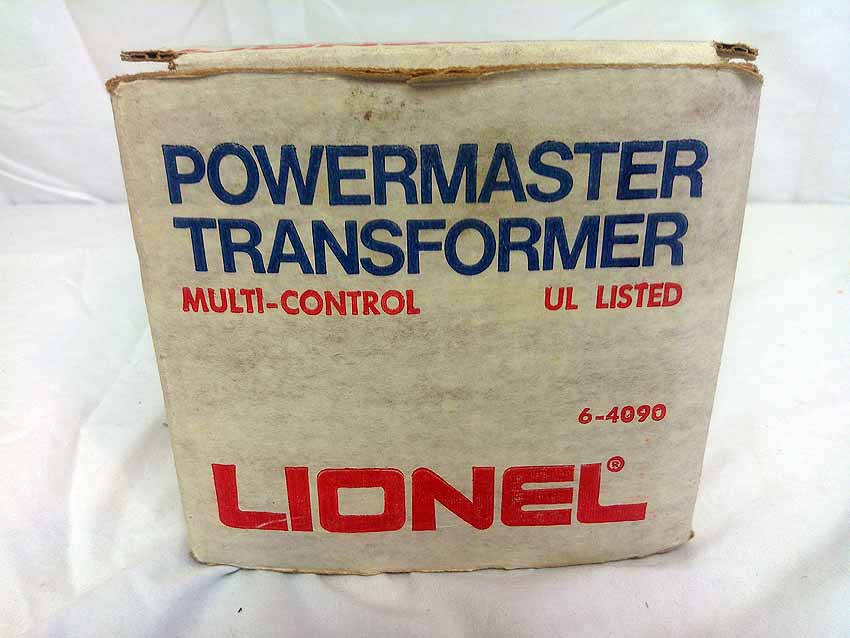 POWERMASTER
TRANSFORMER
MULTI-CONTROL UL LISTED
6-4090
LIONEL®